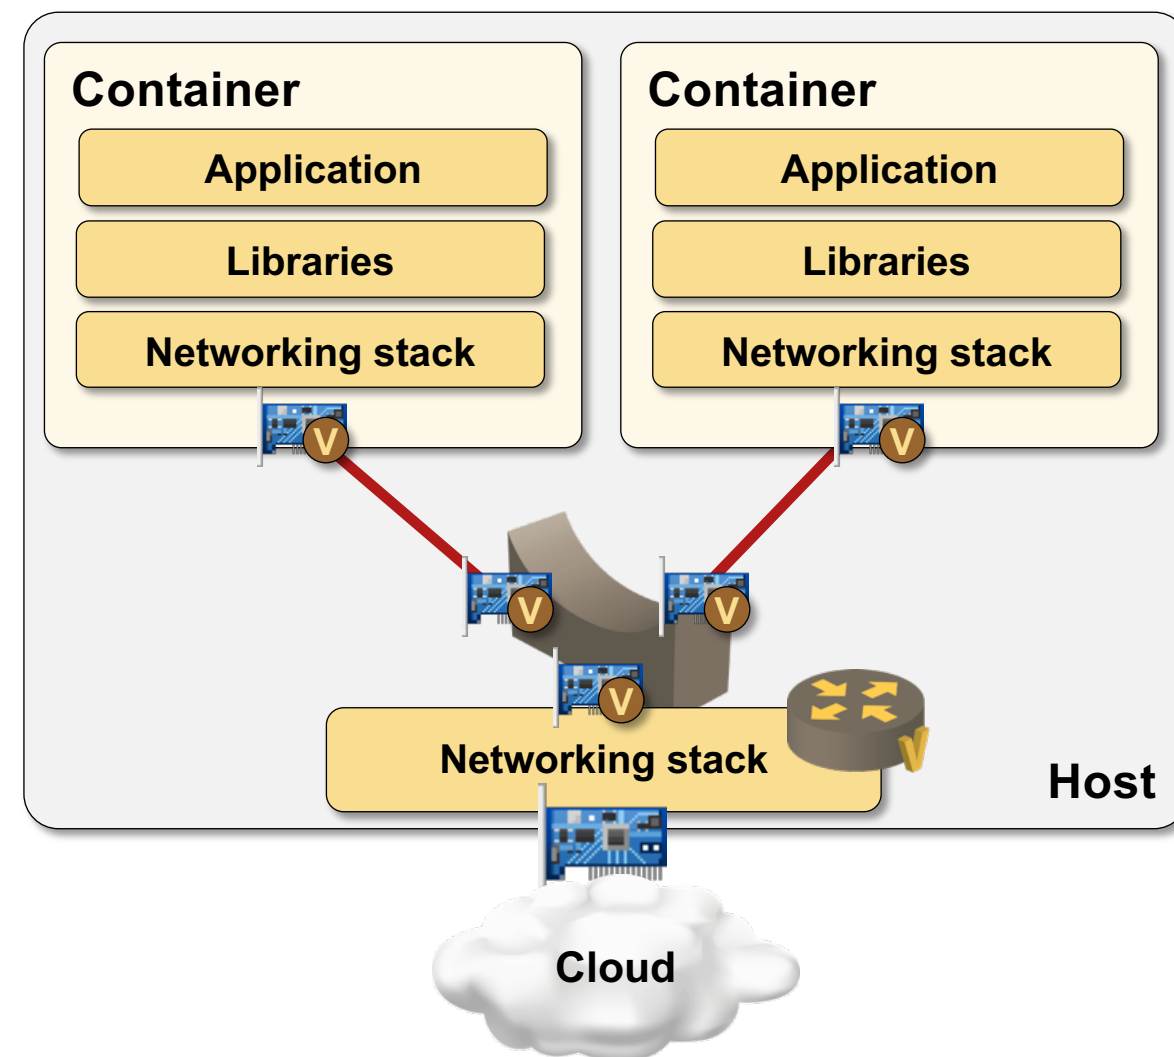 Container
Application
Libraries
Networking stack
V
Container
Application
Libraries
Networking stack
V
V
V
V
Networking stack
V
Host
Cloud